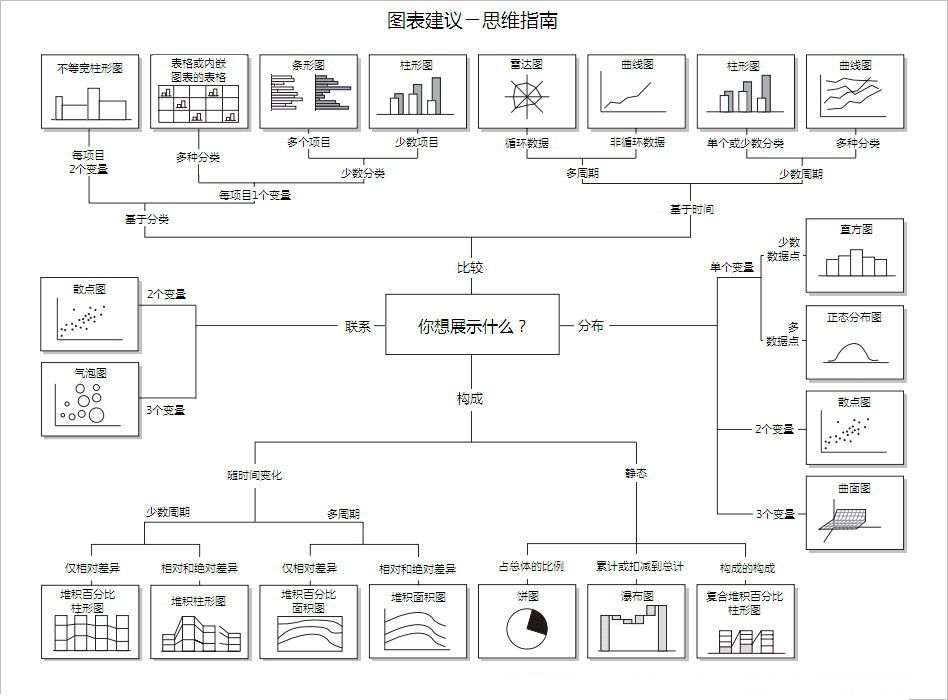 图表建议－思维指南
不等宽柱形图
表格或内嵌
图表的表格
条形图
柱形图
雷达图
曲线图
柱形图
曲线图
每项目
2个变量
多种分类
多个项目
少数项目
循环数据
非循环数据
单个或少数分类
多种分类
少数分类
多周期
少数周期
每项目1个变量
基于分类
基于时间
比较
散点图
2个变量
气泡图
3个变量
联系
你想展示什么？
分布
单个变量
少数
数据点
直方图
多
数据点
正态分布图
2个变量
散点图
3个变量
曲面图
构成
随时间变化
静态
少数周期
多周期
仅相对差异
相对和绝对差异
仅相对差异
相对和绝对差异
占总体的比例
累计或扣减到总计
构成的构成
堆积百分比
柱形图
堆积柱形图
堆积百分比
面积图
堆积面积图
饼图
瀑布图
复合堆积百分比
柱形图